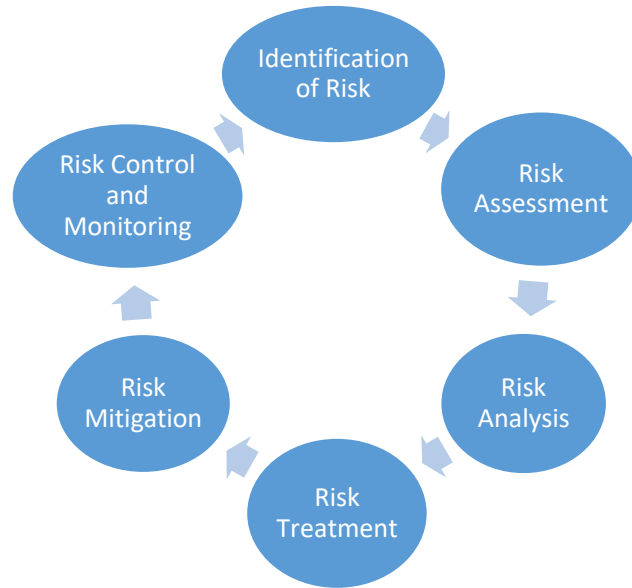 Identification
of Risk
Risk
Assessment
Risk
Analysis
Risk
Treatment
Risk
Mitigation
Risk Control
and
Monitoring